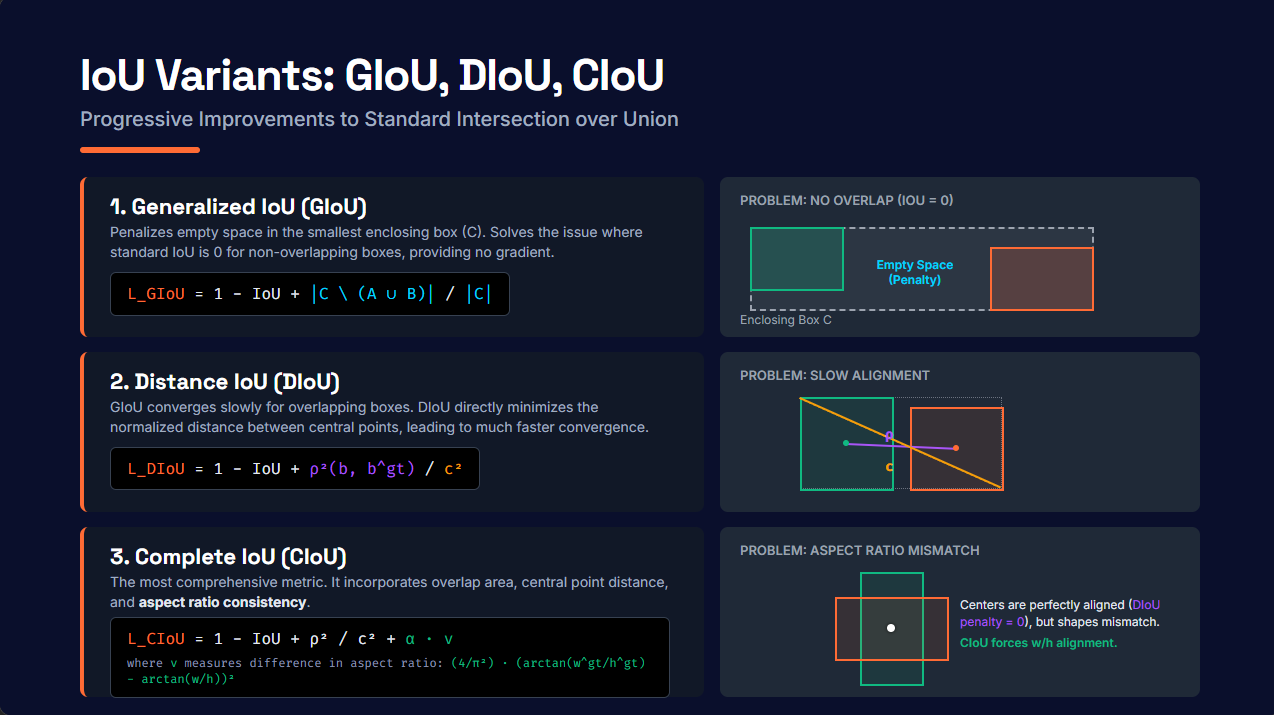 IoU Variants: GIoU, DIoU, CIoU
Progressive Improvements to Standard Intersection over Union
1. Generalized IoU (GIoU)
Penalizes empty space in the smallest enclosing box (C). Solves the issue where
standard IoU is 0 for non-overlapping boxes, providing no gradient.
L_GIoU = 1 - IoU + |C \ (A ∪ B)| / |C|
PROBLEM: NO OVERLAP (IOU = 0)
Empty Space
(Penalty)
Enclosing Box C
2. Distance IoU (DIoU)
GIoU converges slowly for overlapping boxes. DIoU directly minimizes the
normalized distance between central points, leading to much faster convergence.
L_DIoU = 1 - IoU + ρ²(b, b^gt) / c²
PROBLEM: SLOW ALIGNMENT
ρ
c
3. Complete IoU (CIoU)
The most comprehensive metric. It incorporates overlap area, central point distance,
and aspect ratio consistency.
L_CIoU = 1 - IoU + ρ² / c² + α · v
where v measures difference in aspect ratio: (4/π²) · (arctan(w^gt/h^gt)
- arctan(w/h))²
PROBLEM: ASPECT RATIO MISMATCH
Centers are perfectly aligned (DIoU
penalty = 0), but shapes mismatch.
CIoU forces w/h alignment.